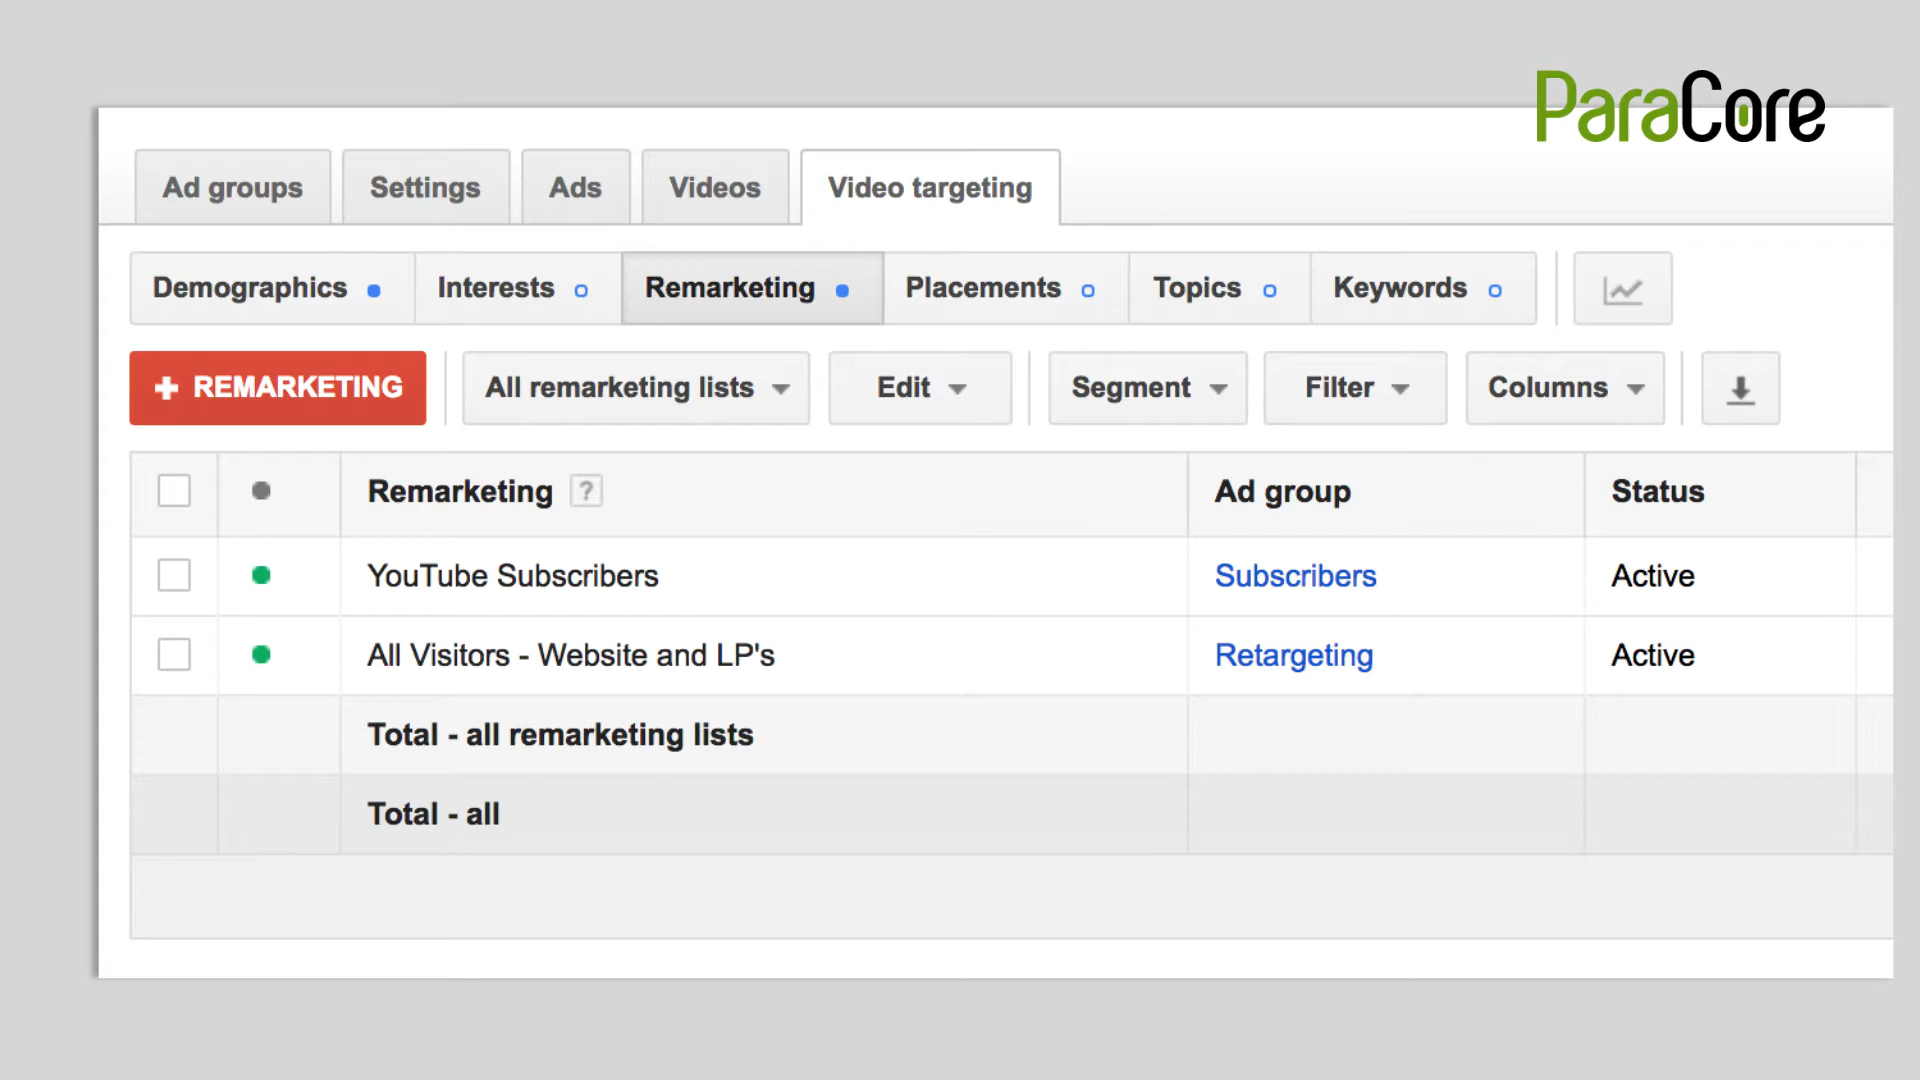 ParaCore
Ad groups Settings Ads Videos Video targeting
Demographics Interests Remarketing Placements Topics Keywords
+ REMARKETING All remarketing lists Edit Segment Filter Columns
Remarketing ? Ad group Status
YouTube Subscribers Subscribers Active
All Visitors - Website and LP's Retargeting Active
Total - all remarketing lists
Total - all